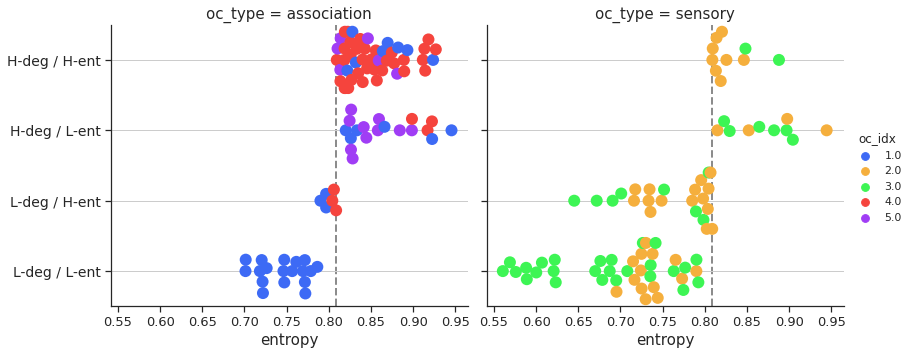 oc_type = association
oc_type = sensory
H-deg / H-ent
H-deg / L-ent
L-deg / H-ent
L-deg / L-ent
oc_idx
1.0
2.0
3.0
4.0
5.0
0.55 0.60 0.65 0.70 0.75 0.80 0.85 0.90 0.95
0.55 0.60 0.65 0.70 0.75 0.80 0.85 0.90 0.95
entropy
entropy